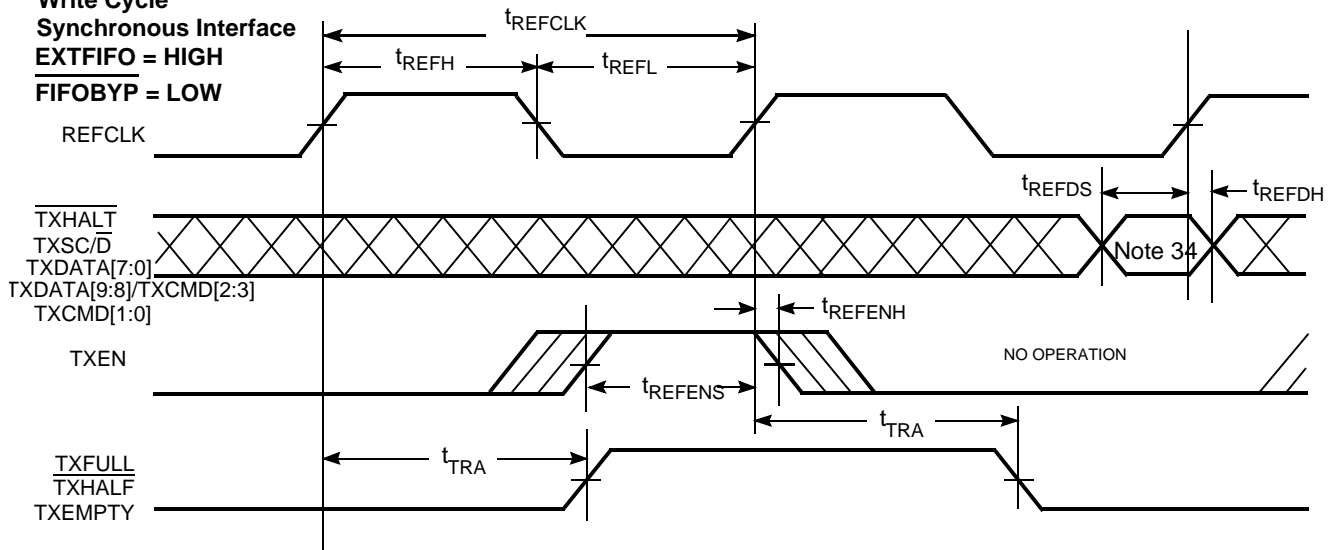 Write Cycle
Synchronous Interface
EXTFIFO = HIGH
FIFOBYP = LOW
tREFCLK
tREFH
tREFL
REFCLK
tREFDS
tREFDH
TXHALT
TXSC/D
TXDATA[7:0]
TXDATA[9:8]/TXCMD[2:3]
TXCMD[1:0]
Note 34
tREFENH
TXEN
NO OPERATION
tREFENS
tTRA
tTRA
TXFULL
TXHALF
TXEMPTY